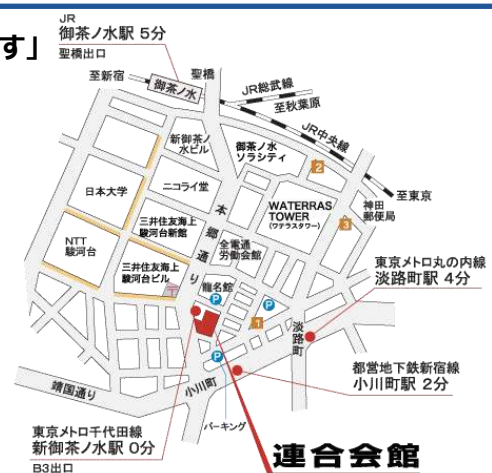 す」
JR
御茶ノ水駅 5分
聖橋出口
至新宿
御茶ノ水
聖橋
JR総武線
至秋葉原
JR中央線
新御茶ノ
水ビル
御茶ノ水
ソラシティ
2
至東京
日本大学
ニコライ堂
本郷通り
WATERRAS
TOWER
(ワテラスタワー)
神田
郵便局
3
三井住友海上
駿河台新館
全電通
労働会館
NTT
駿河台
三井住友海上
駿河台ビル
龍名館
P
P
1
東京メトロ丸の内線
淡路町駅 4分
淡路町
P
都営地下鉄新宿線
小川町駅 2分
靖国通り
小川町
パーキング
東京メトロ千代田線
新御茶ノ水駅 0分
B3出口
連合会館